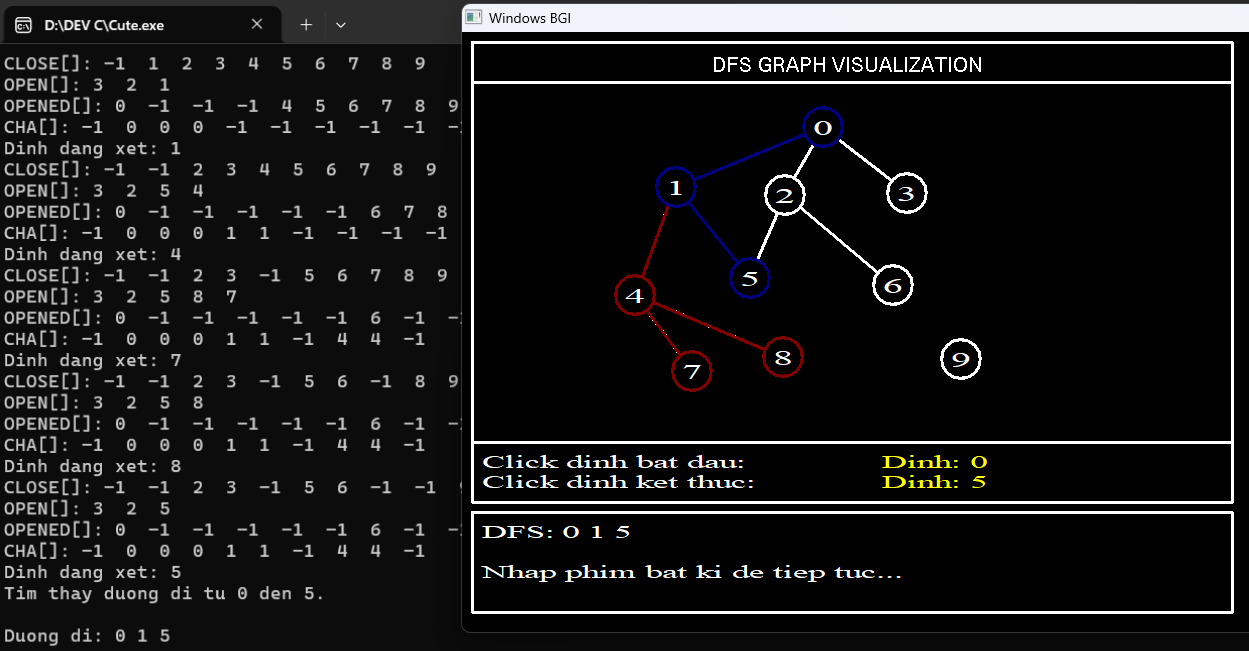 D:\DEV C\Cute.exe
CLOSE[]: -1 1 2 3 4 5 6 7 8 9
OPEN[]: 3 2 1
OPENED[]: 0 -1 -1 -1 4 5 6 7 8 9
CHA[]: -1 0 0 0 -1 -1 -1 -1 -1
Dinh dang xet: 1
CLOSE[]: -1 -1 2 3 4 5 6 7 8 9
OPEN[]: 3 2 5 4
OPENED[]: 0 -1 -1 -1 -1 -1 6 7 8
CHA[]: -1 0 0 0 1 1 -1 -1 -1 -1
Dinh dang xet: 4
CLOSE[]: -1 -1 2 3 -1 5 6 7 8 9
OPEN[]: 3 2 5 8 7
OPENED[]: 0 -1 -1 -1 -1 -1 6 -1
CHA[]: -1 0 0 0 1 1 -1 4 4 -1
Dinh dang xet: 7
CLOSE[]: -1 -1 2 3 -1 5 6 -1 8 9
OPEN[]: 3 2 5 8
OPENED[]: 0 -1 -1 -1 -1 -1 6 -1
CHA[]: -1 0 0 0 1 1 -1 4 4 -1
Dinh dang xet: 8
CLOSE[]: -1 -1 2 3 -1 5 6 -1 -1
OPEN[]: 3 2 5
OPENED[]: 0 -1 -1 -1 -1 -1 6 -1
CHA[]: -1 0 0 0 1 1 -1 4 4 -1
Dinh dang xet: 5
Tim thay duong di tu 0 den 5.
Duong di: 0 1 5
Windows BGI
DFS GRAPH VISUALIZATION
0
1
2
3
5
6
4
7
8
9
Click dinh bat dau: Dinh: 0
Click dinh ket thuc: Dinh: 5
DFS: 0 1 5
Nhap phim bat ki de tiep tuc...